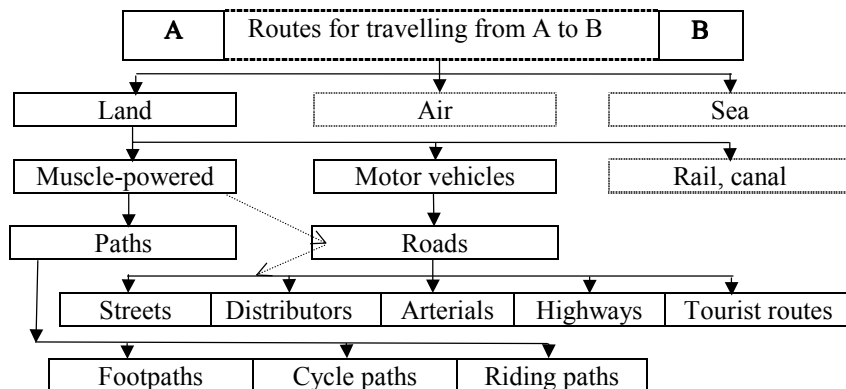 A Routes for travelling from A to B B
Land Air Sea
Muscle-powered Motor vehicles Rail, canal
Paths Roads
Streets Distributors Arterials Highways Tourist routes
Footpaths Cycle paths Riding paths